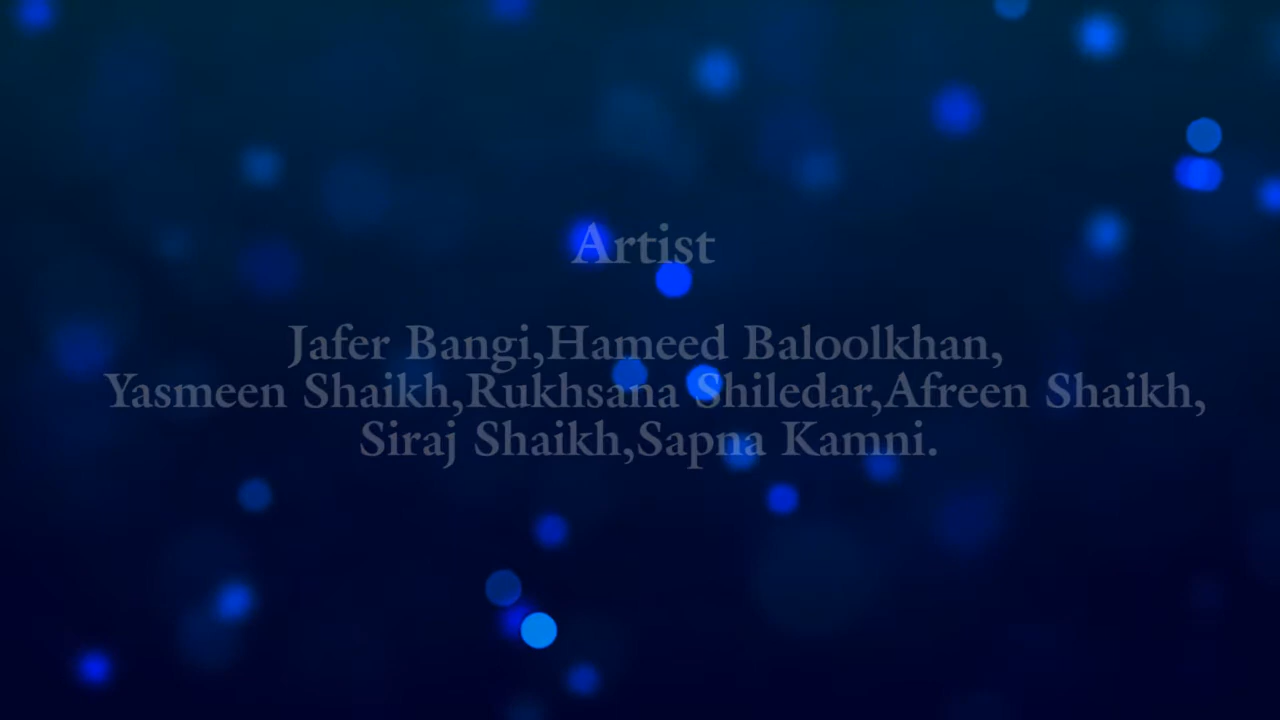 Artist
Jafer Bangi,Hameed Baloolkhan,
Yasmeen Shaikh,Rukhsana Shiledar,Afreen Shaikh,
Siraj Shaikh,Sapna Kamni.